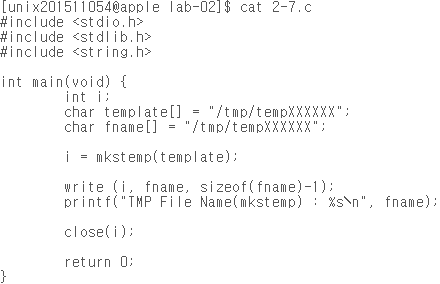 [unix201511054@apple lab-02]$ cat 2-7.c
#include <stdio.h>
#include <stdlib.h>
#include <string.h>

int main(void) {
        int i;
        char template[] = "/tmp/tempXXXXXX";
        char fname[] = "/tmp/tempXXXXXX";

        i = mkstemp(template);

        write (i, fname, sizeof(fname)-1);
        printf("TMP File Name(mkstemp) : %s\n", fname);

        close(i);

        return 0;
}